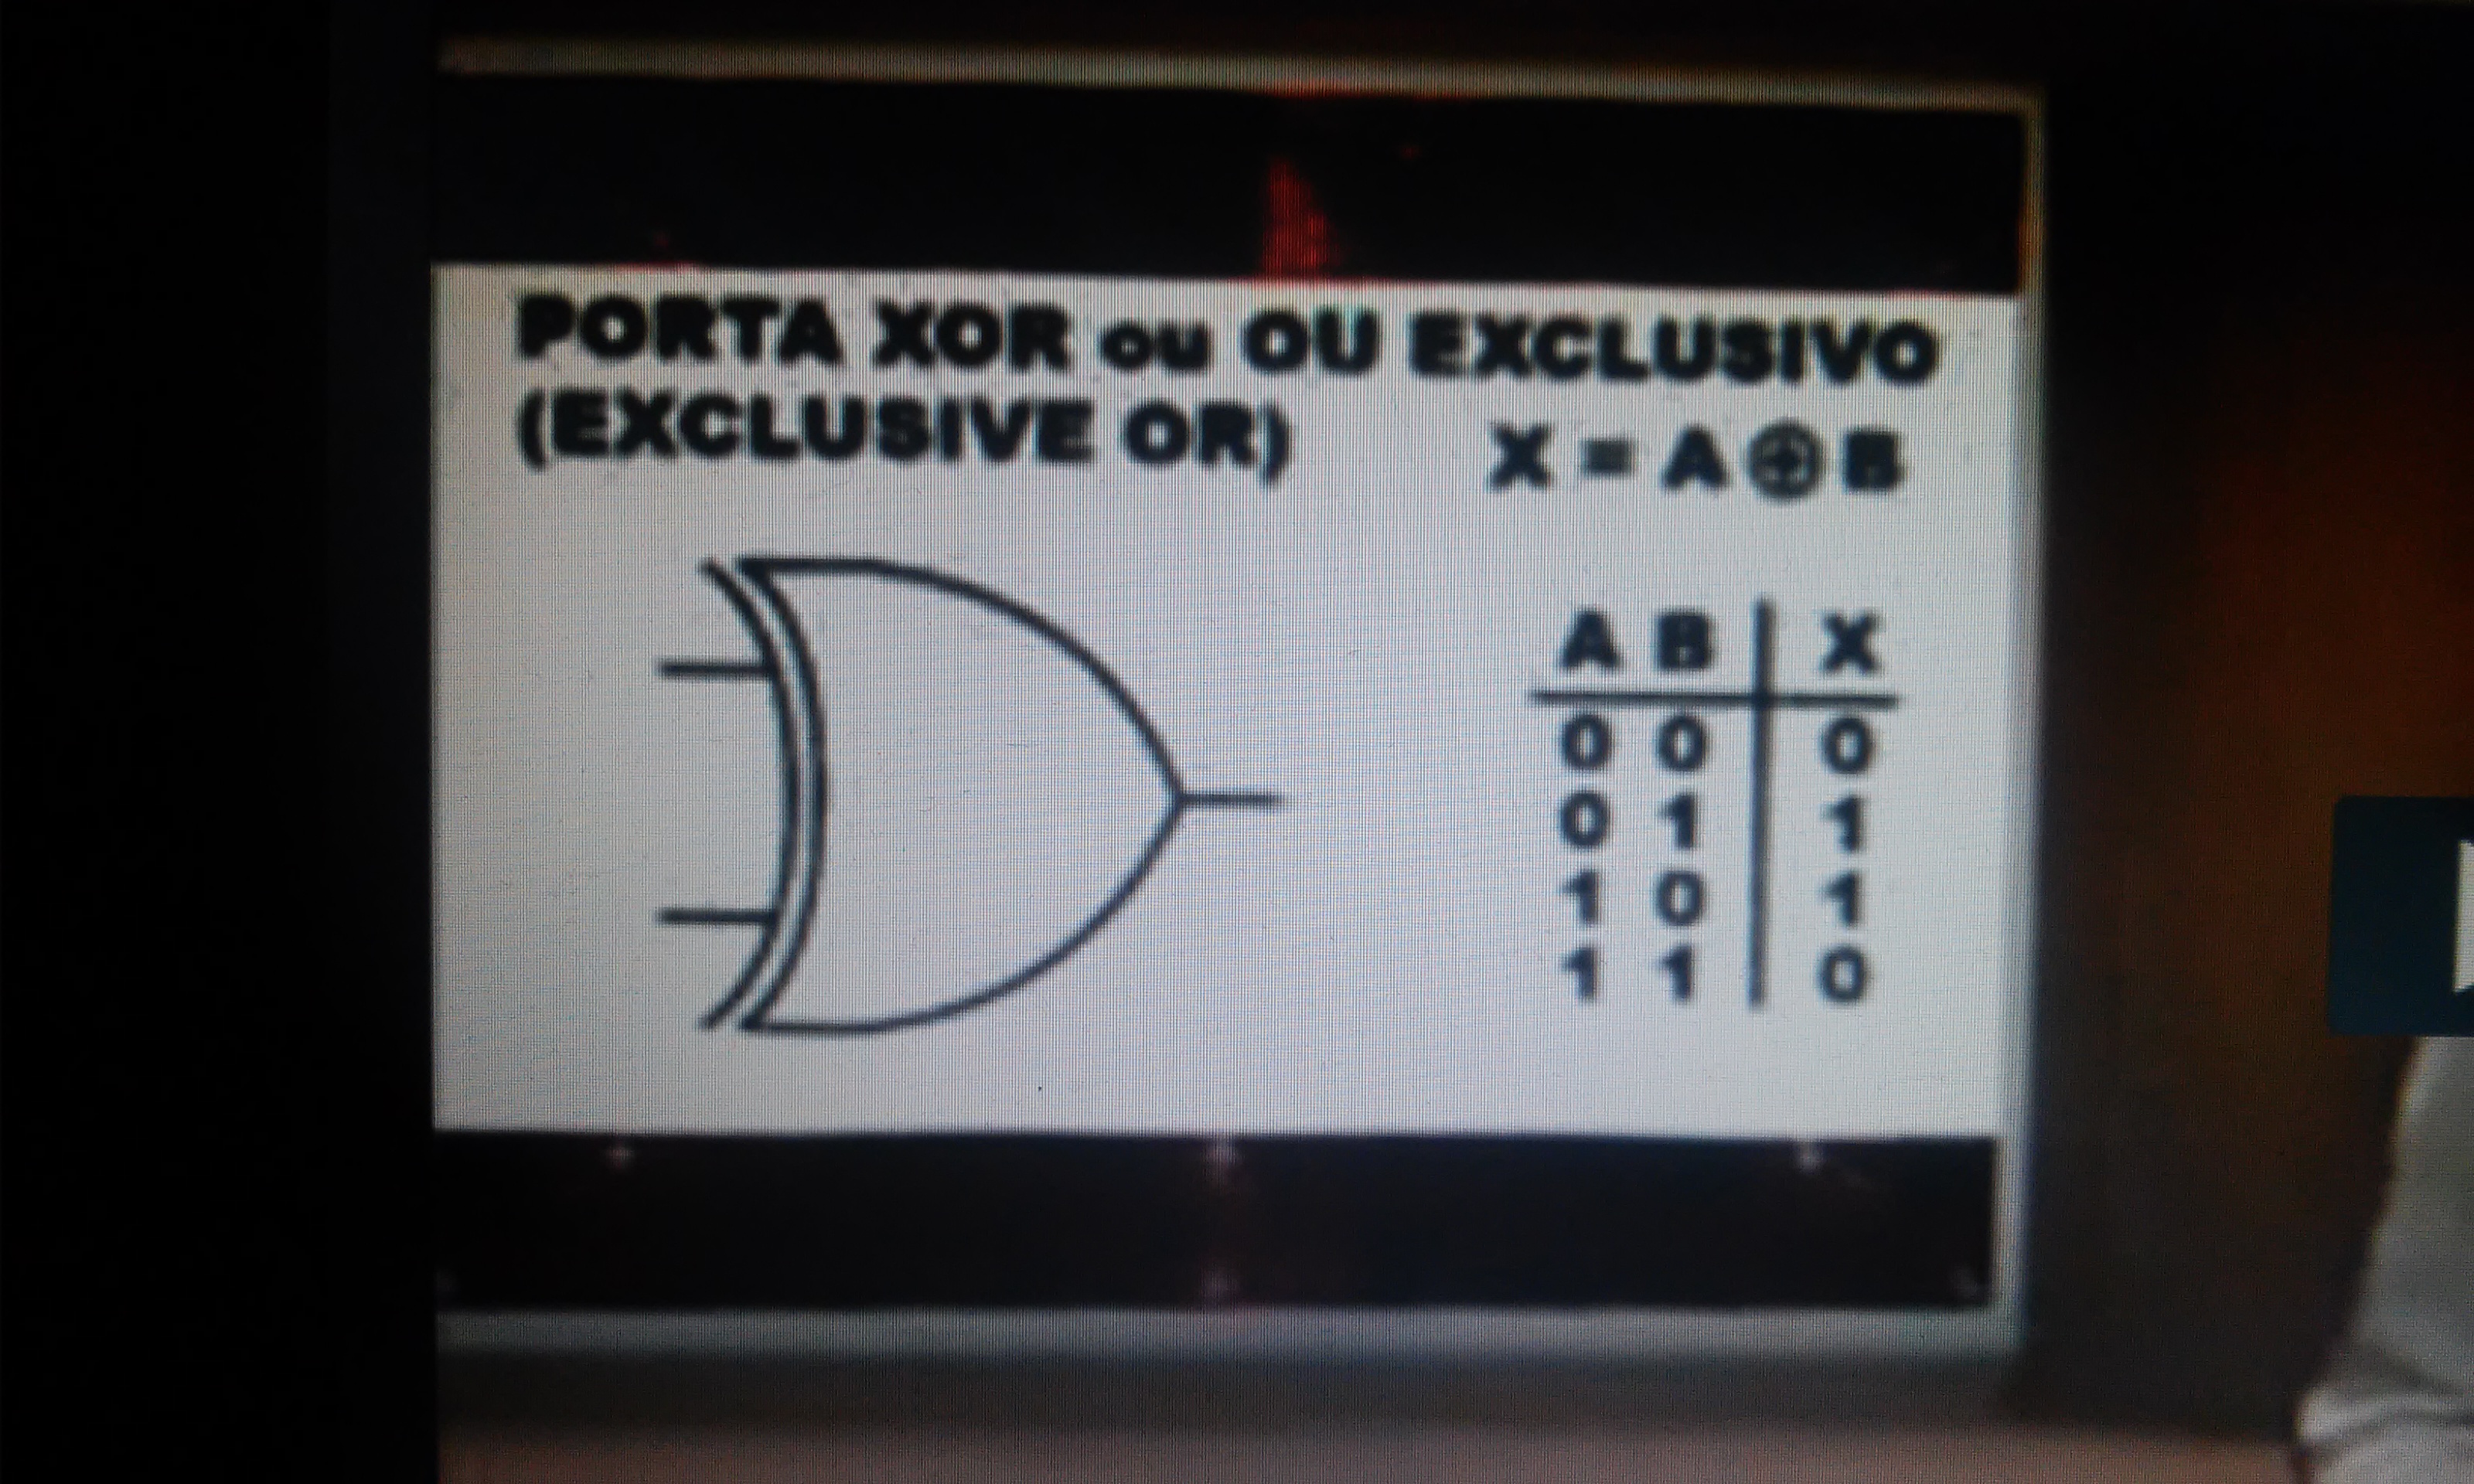 PORTA XOR ou OU EXCLUSIVO
(EXCLUSIVE OR) X = A ⊕ B
A B X
0 0 0
0 1 1
1 0 1
1 1 0